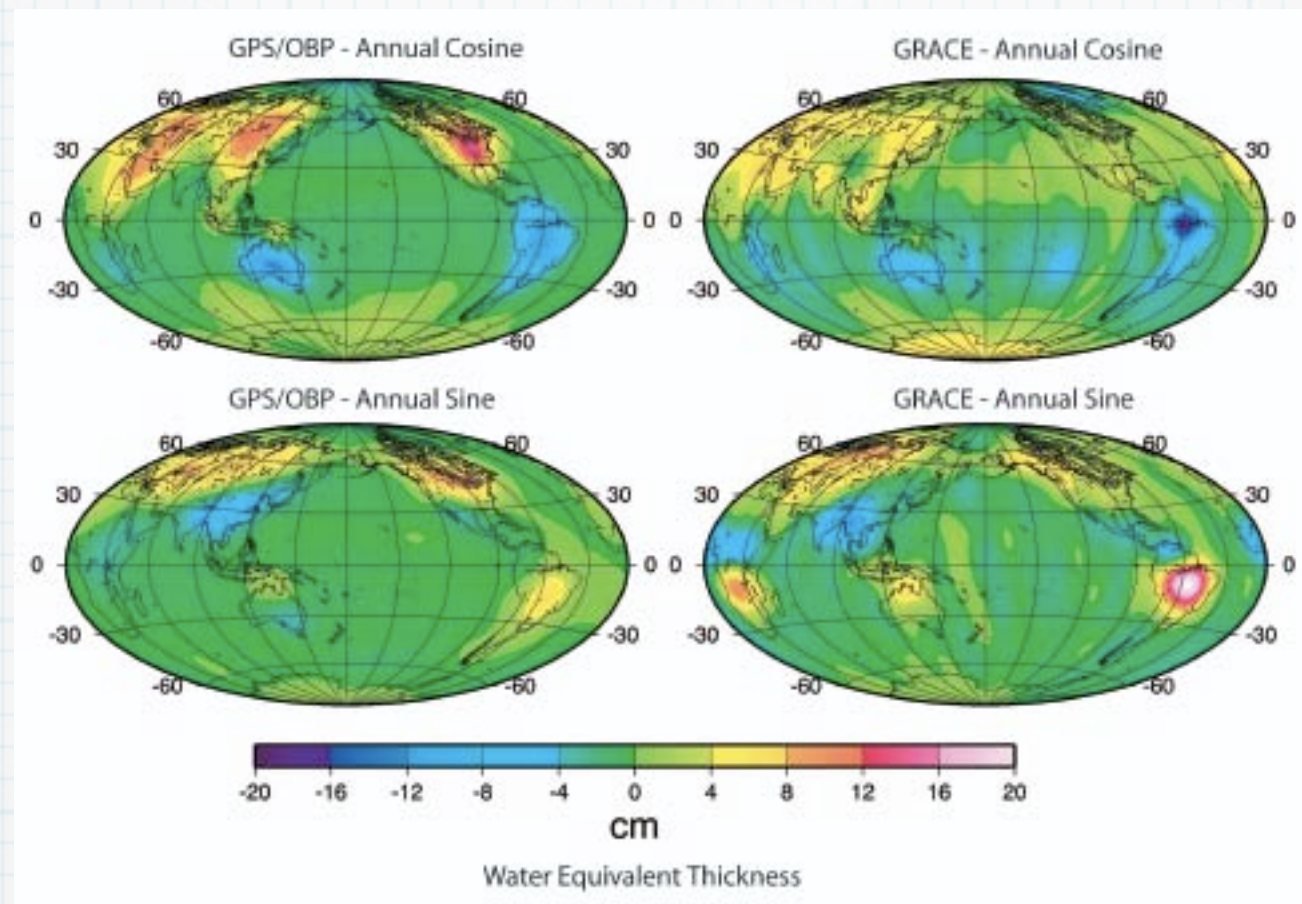 GPS/OBP - Annual Cosine GRACE - Annual Cosine
60 60 60 60
30 30 30 30
0 0 0 0
-30 -30 -30 -30
-60 -60 -60 -60
GPS/OBP - Annual Sine GRACE - Annual Sine
60 60 60 60
30 30 30 30
0 0 0 0
-30 -30 -30 -30
-60 -60 -60 -60
-20 -16 -12 -8 -4 0 4 8 12 16 20
cm
Water Equivalent Thickness